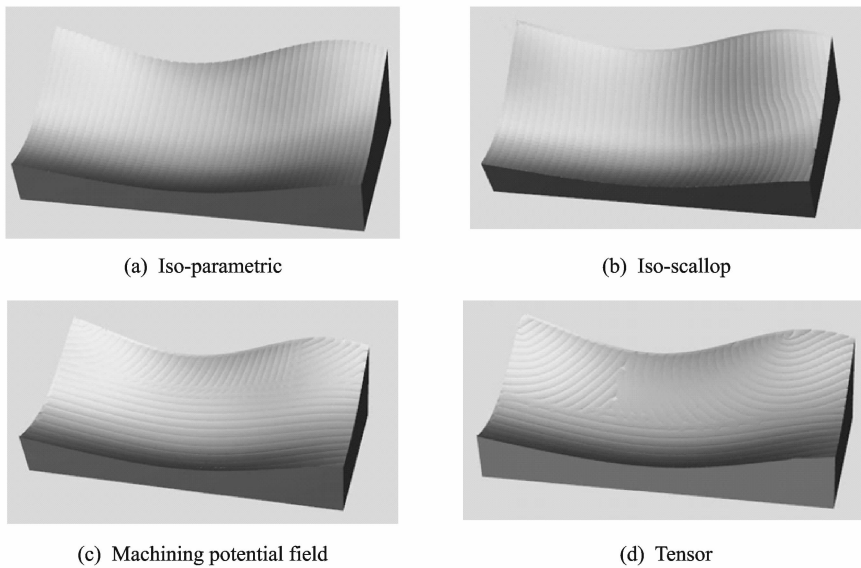 (a) Iso-parametric
(b) Iso-scallop
(c) Machining potential field
(d) Tensor